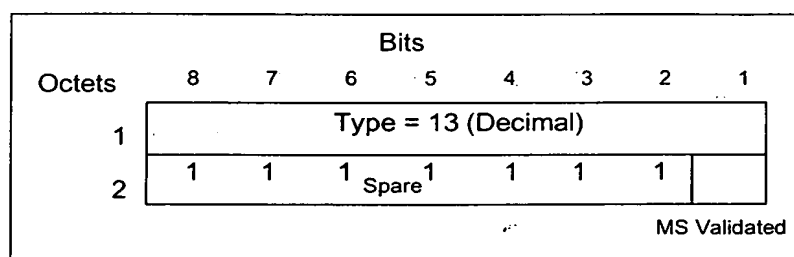 Bits
Octets 8 7 6 5 4 3 2 1
1 Type = 13 (Decimal)
2 1 1 1 Spare 1 1 1 1
MS Validated